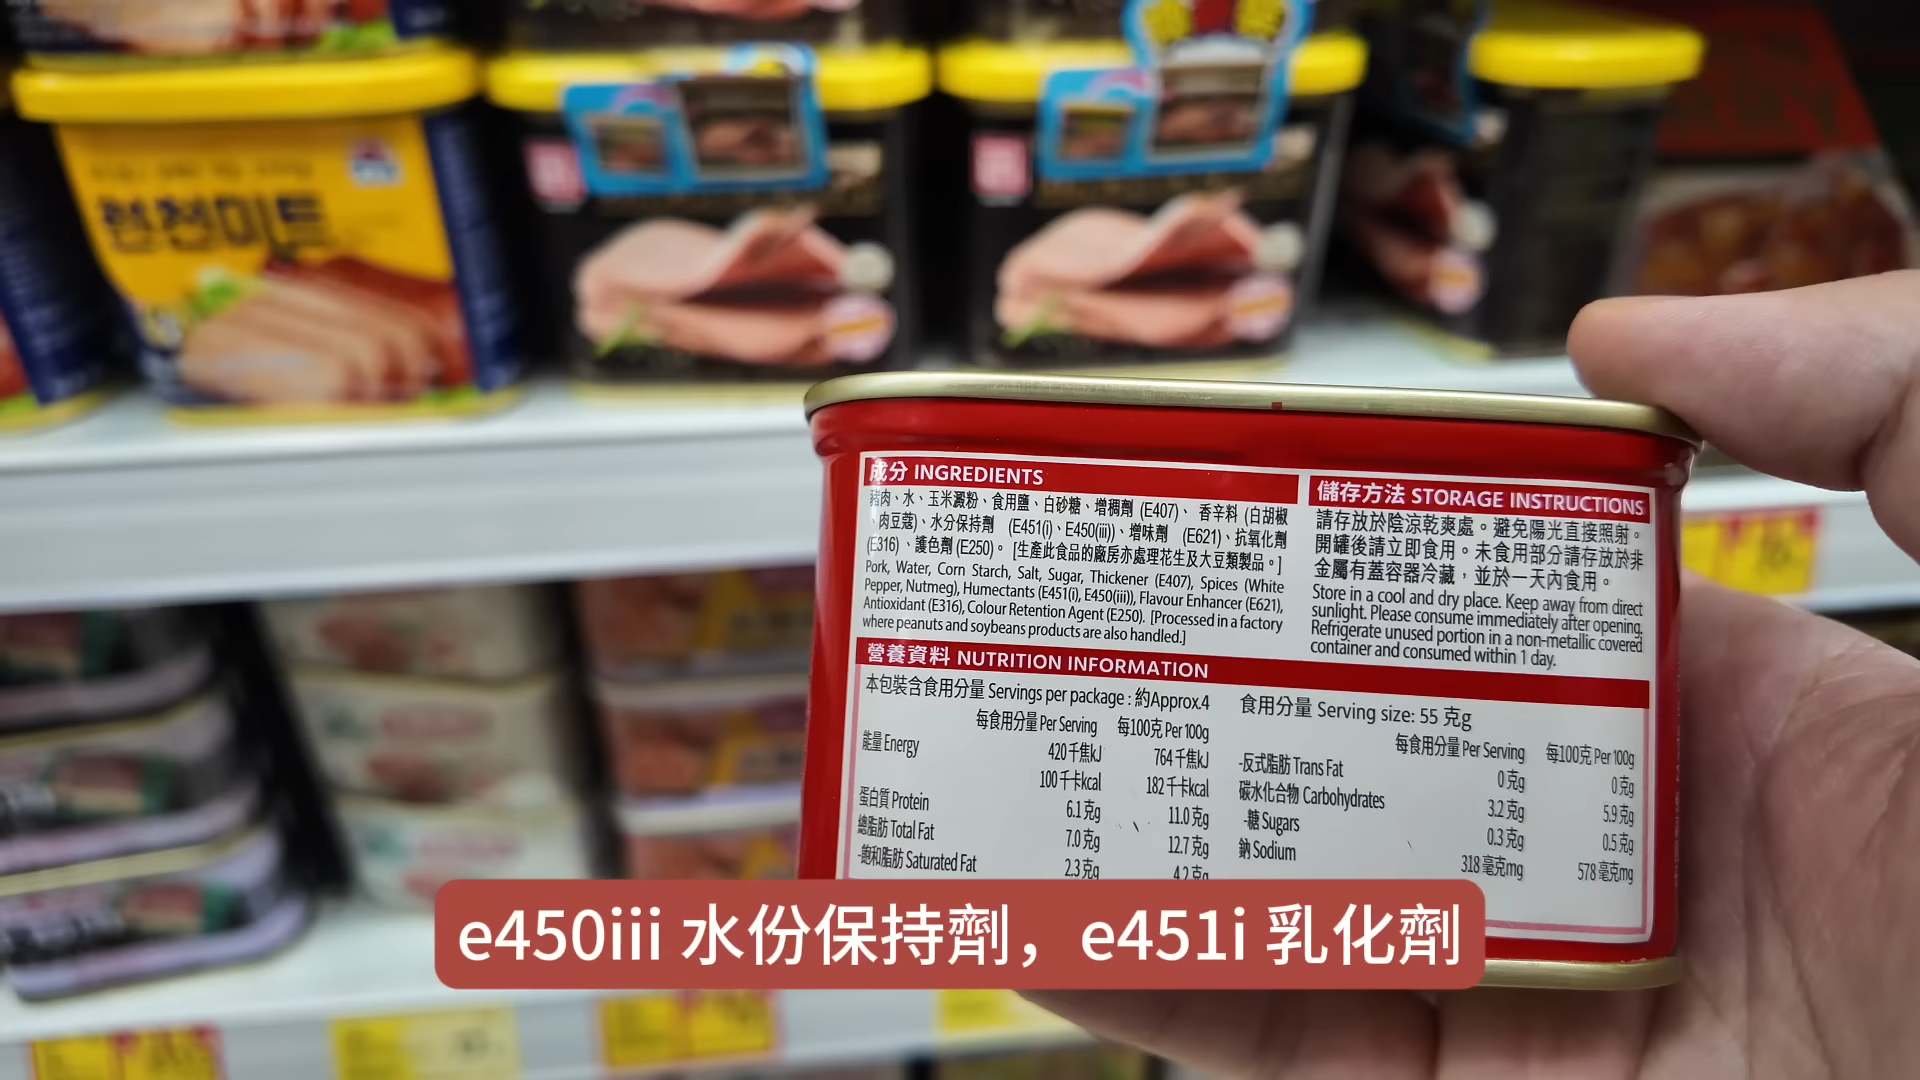 런천미트
成分 INGREDIENTS
豬肉、水、玉米澱粉、食用鹽、白砂糖、增稠劑 (E407)、香辛料 (白胡椒
、肉豆蔻)、水分保持劑 (E451(i)、E450(iii))、增味劑 (E621)、抗氧化劑
(E316)、護色劑 (E250)。[生產此食品的廠房亦處理花生及大豆類製品。]
Pork, Water, Corn Starch, Salt, Sugar, Thickener (E407), Spices (White
Pepper, Nutmeg), Humectants (E451(i), E450(iii)), Flavour Enhancer (E621),
Antioxidant (E316), Colour Retention Agent (E250). [Processed in a factory
where peanuts and soybeans products are also handled.]
儲存方法 STORAGE INSTRUCTIONS
請存放於陰涼乾爽處。避免陽光直接照射。
開罐後請立即食用。未食用部分請存放於非
金屬有蓋容器冷藏，並於一天內食用。
Store in a cool and dry place. Keep away from direct
sunlight. Please consume immediately after opening.
Refrigerate unused portion in a non-metallic covered
container and consumed within 1 day.
營養資料 NUTRITION INFORMATION
本包裝含食用分量 Servings per package : 約Approx.4
食用分量 Serving size: 55 克g
每食用分量 Per Serving 每100克 Per 100g
能量 Energy 420 千焦kJ 764 千焦kJ
100 千卡kcal 182 千卡kcal
蛋白質 Protein 6.1 克g 11.0 克g
總脂肪 Total Fat 7.0 克g 12.7 克g
-飽和脂肪 Saturated Fat 2.3 克g 4.2 克g
每食用分量 Per Serving 每100克 Per 100g
-反式脂肪 Trans Fat 0 克g 0 克g
碳水化合物 Carbohydrates 3.2 克g 5.9 克g
-糖 Sugars 0.3 克g 0.5 克g
鈉 Sodium 318 毫克mg 578 毫克mg
e450iii 水份保持劑，e451i 乳化劑